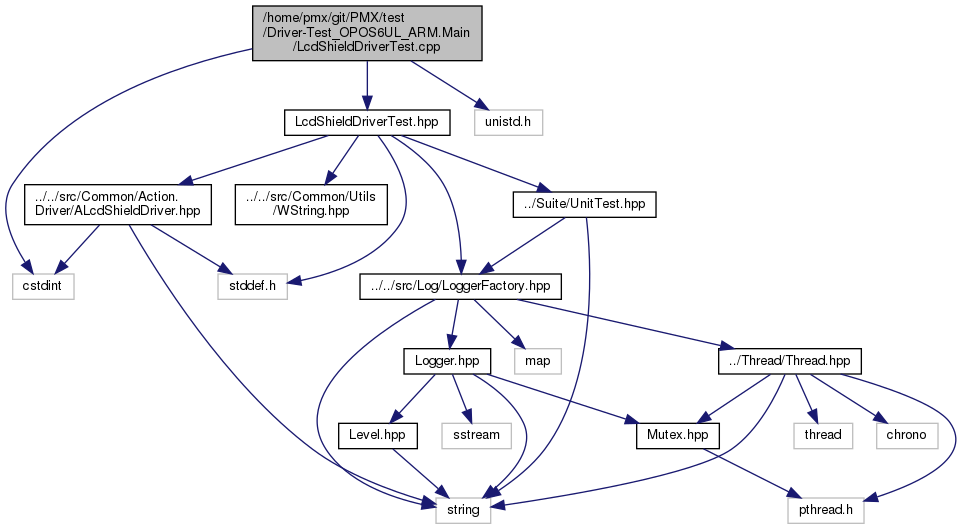 /home/pmx/git/PMX/test
/Driver-Test_OPOS6UL_ARM.Main
/LcdShieldDriverTest.cpp
LcdShieldDriverTest.hpp
unistd.h
../../src/Common/Action.
Driver/ALcdShieldDriver.hpp
../../src/Common/Utils
/WString.hpp
../Suite/UnitTest.hpp
cstdint
stddef.h
../../src/Log/LoggerFactory.hpp
Logger.hpp
map
../Thread/Thread.hpp
Level.hpp
sstream
Mutex.hpp
thread
chrono
string
pthread.h